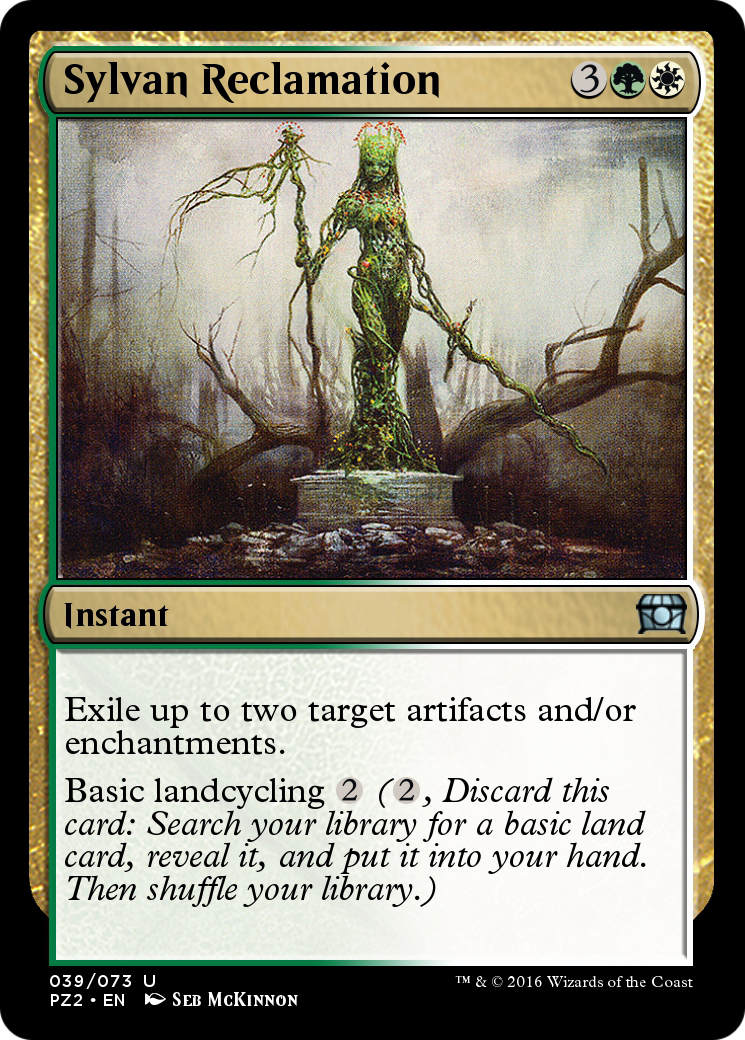 Sylvan Reclamation 3
Instant
Exile up to two target artifacts and/or
enchantments.
Basic landcycling 2 (2, Discard this
card: Search your library for a basic land
card, reveal it, and put it into your hand.
Then shuffle your library.)
039/073 U
PZ2 • EN Seb McKinnon
™ & © 2016 Wizards of the Coast